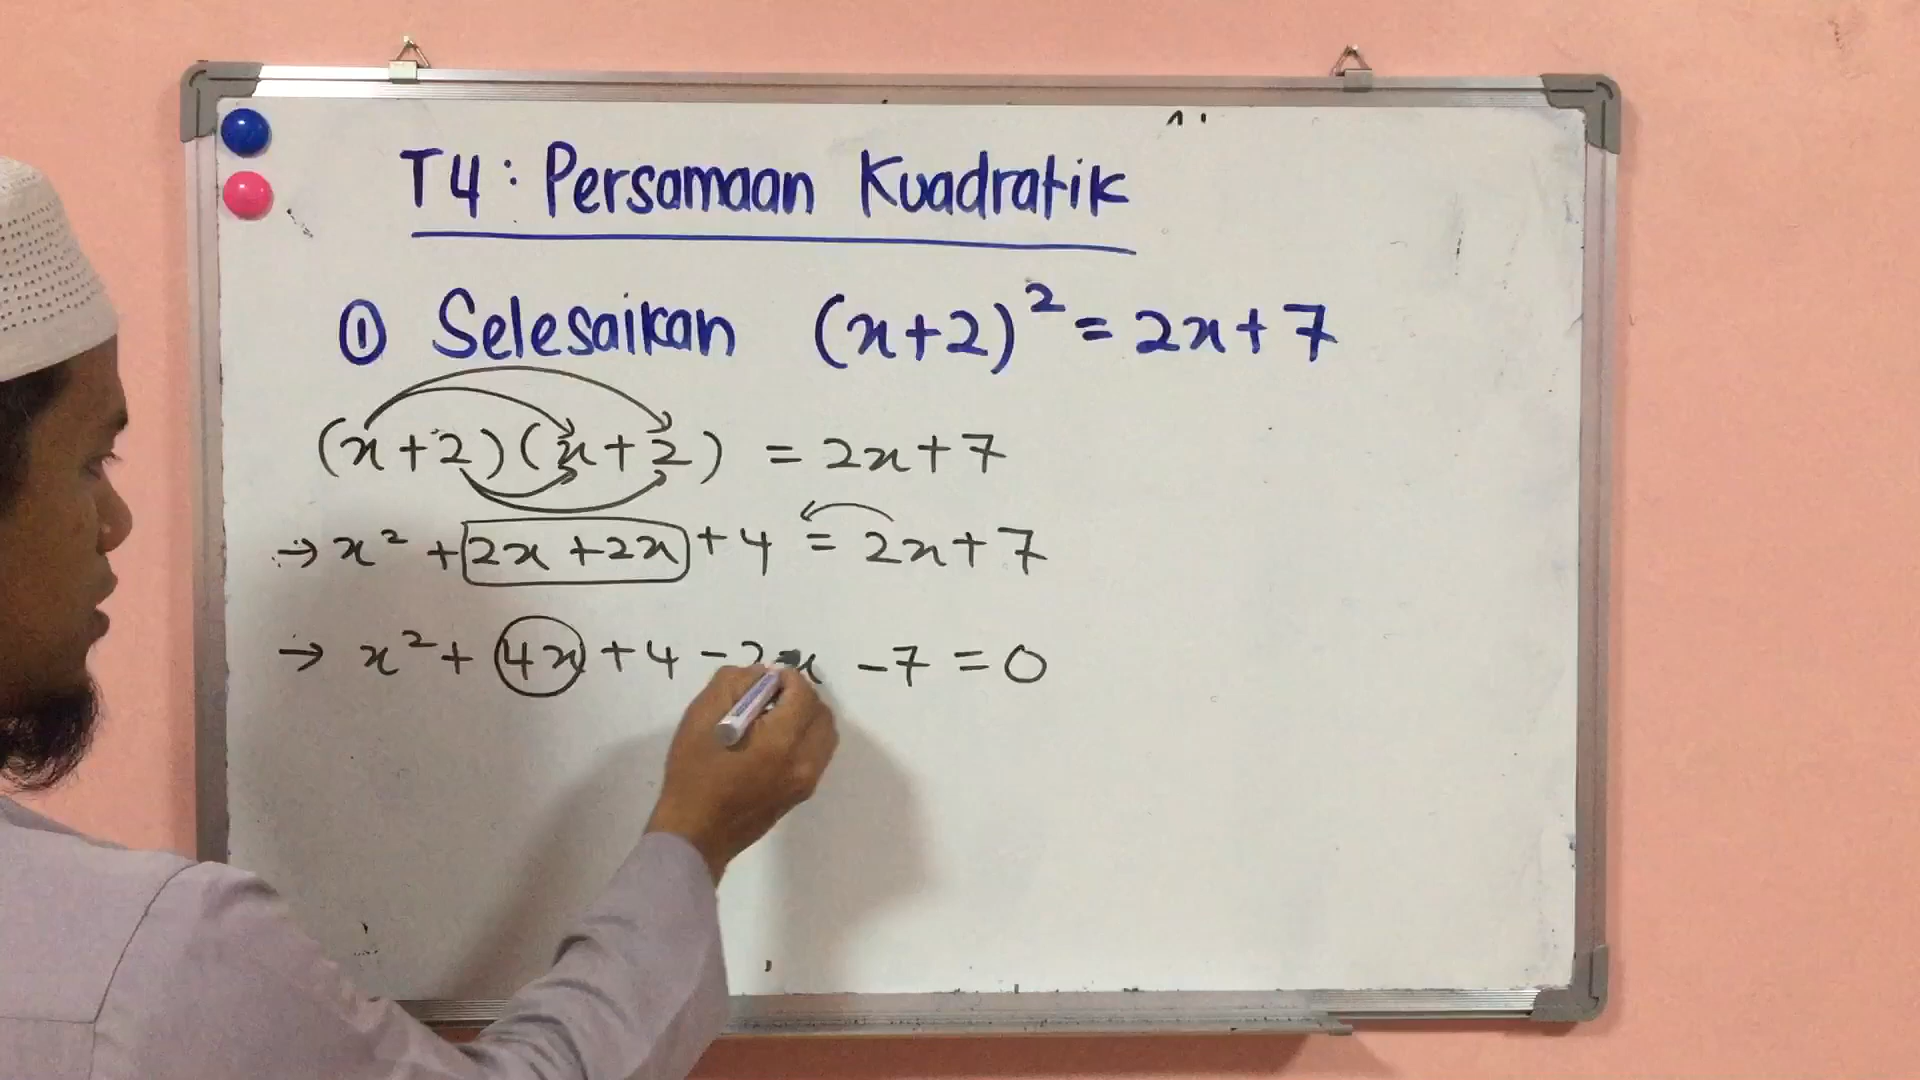 T4: Persamaan Kuadratik
① Selesaikan (x+2)² = 2x+7
(x+2)(x+2) = 2x+7
→ x² + 2x +2x + 4 = 2x+7
→ x² + 4x + 4 - 2x - 7 = 0